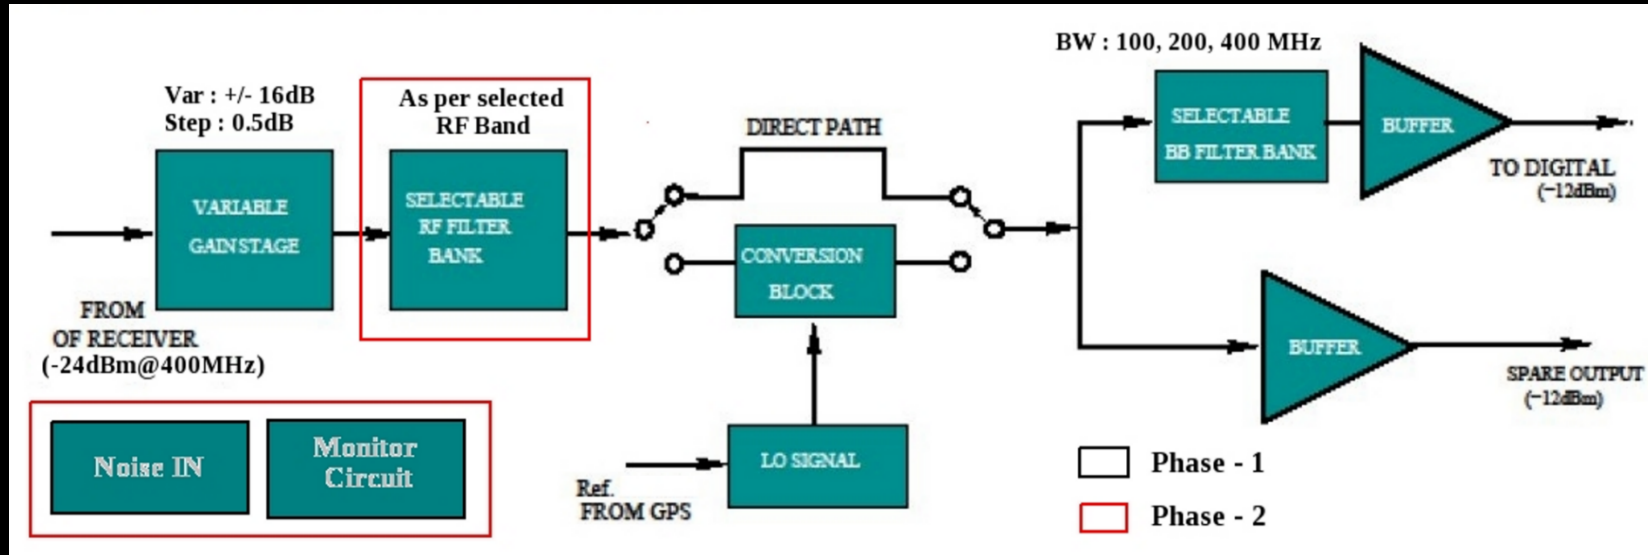 BW : 100, 200, 400 MHz
Var : +/- 16dB
Step : 0.5dB
As per selected
RF Band
DIRECT PATH
SELECTABLE
BB FILTER BANK
BUFFER
TO DIGITAL
(-12dBm)
VARIABLE
GAIN STAGE
SELECTABLE
RF FILTER
BANK
CONVERSION
BLOCK
FROM
OF RECEIVER
(-24dBm@400MHz)
BUFFER
SPARE OUTPUT
(-12dBm)
Noise IN
Monitor
Circuit
LO SIGNAL
Ref.
FROM GPS
Phase - 1
Phase - 2